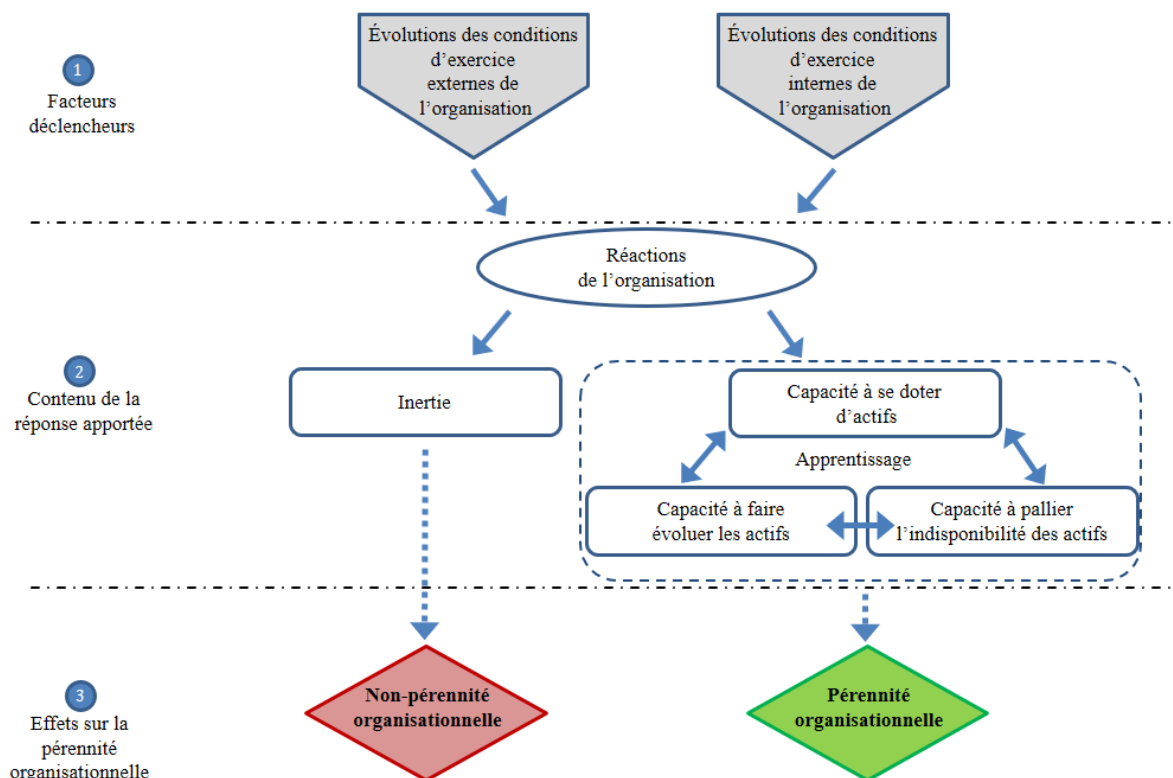 Évolutions des conditions
d’exercice
externes de
l’organisation
Évolutions des conditions
d’exercice
internes de
l’organisation
1
Facteurs
déclencheurs
Réactions
de l’organisation
2
Contenu de la
réponse apportée
Inertie
Capacité à se doter
d’actifs
Apprentissage
Capacité à faire
évoluer les actifs
Capacité à pallier
l’indisponibilité des actifs
3
Effets sur la
pérennité
organisationnelle
Non-pérennité
organisationnelle
Pérennité
organisationnelle